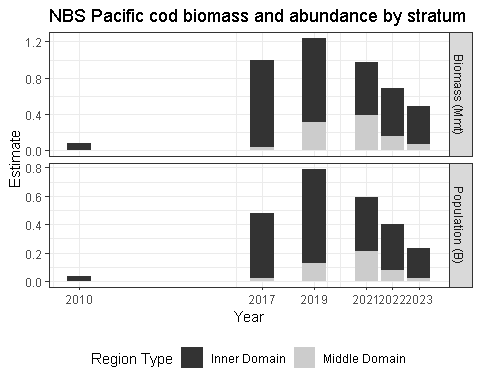 NBS Pacific cod biomass and abundance by stratum
1.2
0.8
0.4
0.0
Biomass (Mmt)
Estimate
0.8
0.6
0.4
0.2
0.0
Population (B)
2010 2017 2019 2021 2022 2023
Year
Region Type Inner Domain Middle Domain